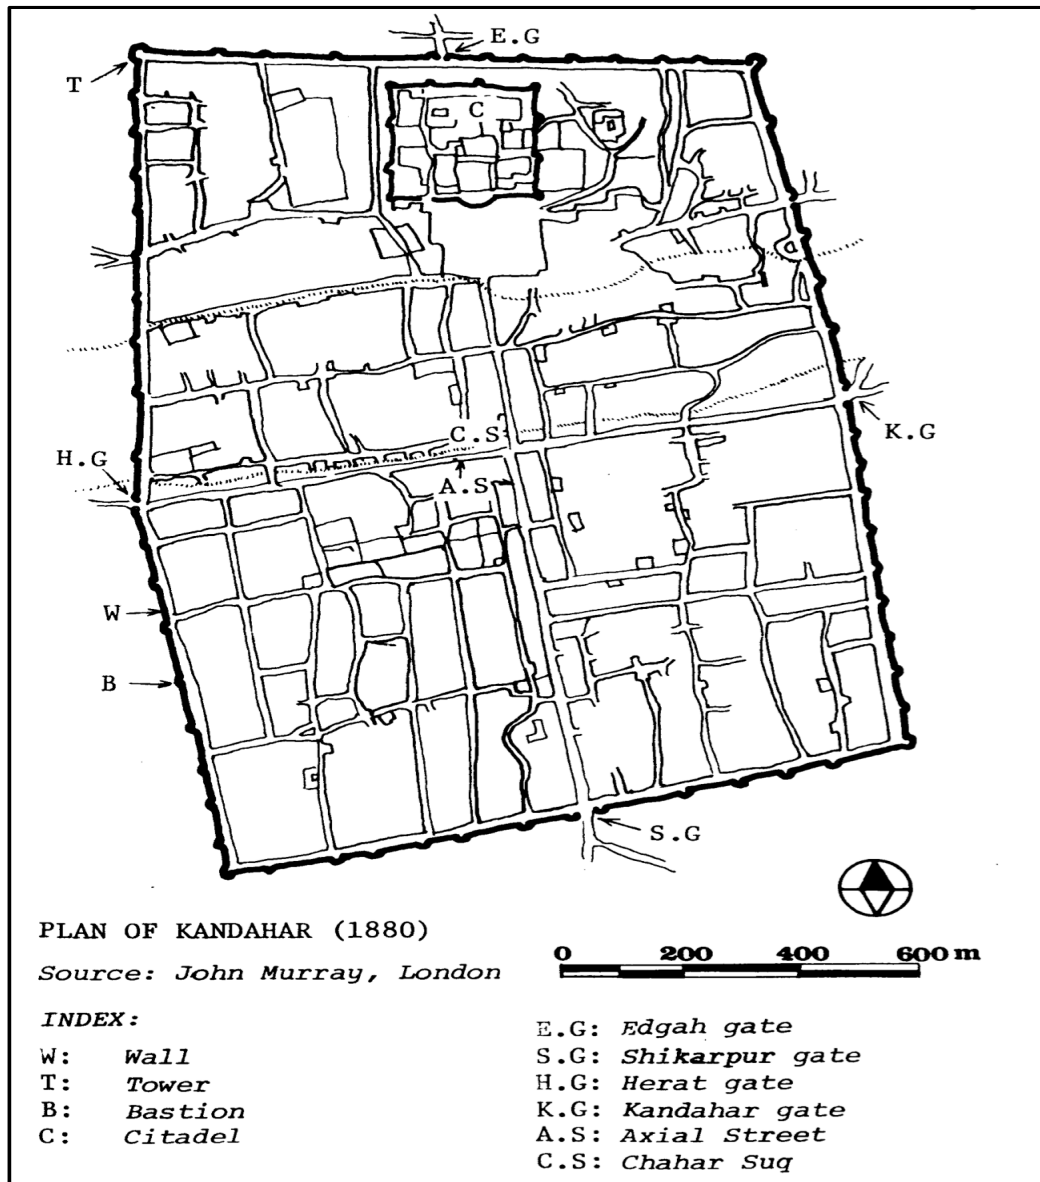 E.G
T
C
K.G
C.S
H.G
A.S
W
B
S.G
PLAN OF KANDAHAR (1880)
Source: John Murray, London
0 200 400 600 m
INDEX:
W: Wall
T: Tower
B: Bastion
C: Citadel
E.G: Edgah gate
S.G: Shikarpur gate
H.G: Herat gate
K.G: Kandahar gate
A.S: Axial Street
C.S: Chahar Suq